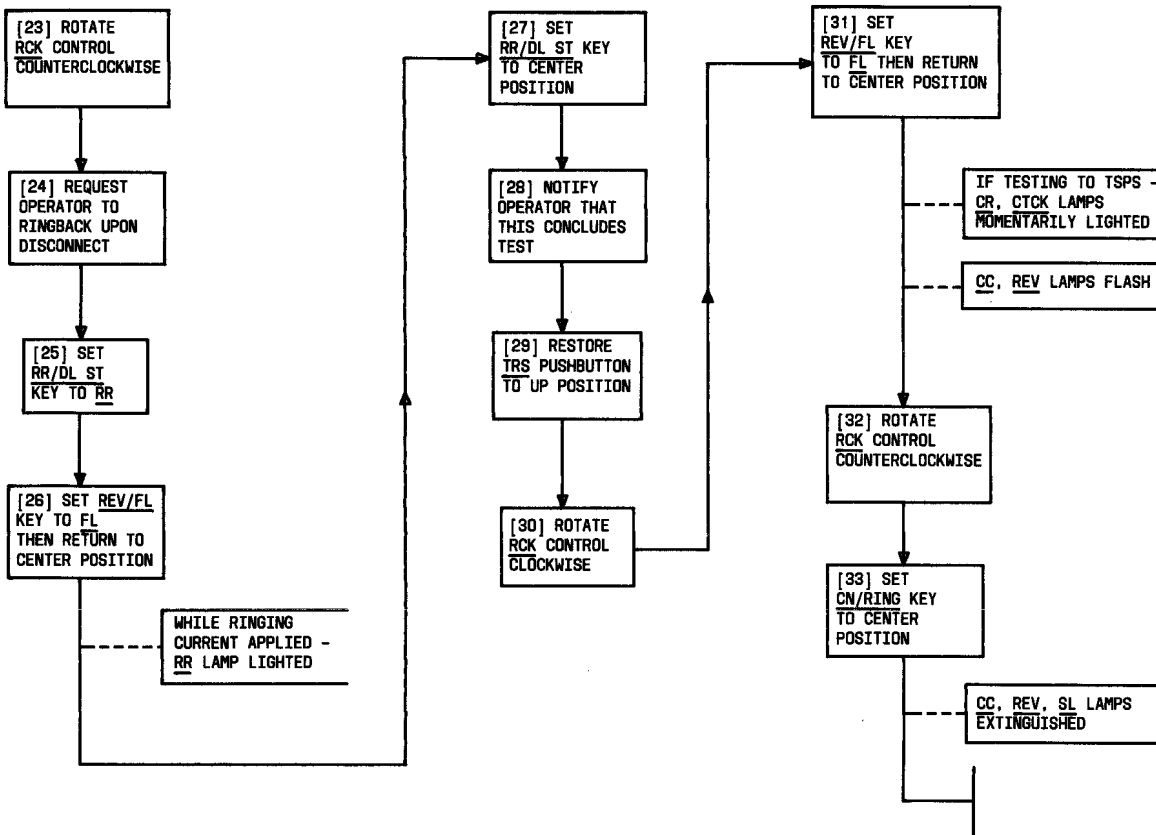 [23] ROTATE
RCK CONTROL
COUNTERCLOCKWISE
[24] REQUEST
OPERATOR TO
RINGBACK UPON
DISCONNECT
[25] SET
RR/DL ST
KEY TO RR
[26] SET REV/FL
KEY TO FL
THEN RETURN TO
CENTER POSITION
WHILE RINGING
CURRENT APPLIED -
RR LAMP LIGHTED
[27] SET
RR/DL ST KEY
TO CENTER
POSITION
[28] NOTIFY
OPERATOR THAT
THIS CONCLUDES
TEST
[29] RESTORE
TRS PUSHBUTTON
TO UP POSITION
[30] ROTATE
RCK CONTROL
CLOCKWISE
[31] SET
REV/FL KEY
TO FL THEN RETURN
TO CENTER POSITION
IF TESTING TO TSPS -
CR, CTCK LAMPS
MOMENTARILY LIGHTED
CC, REV LAMPS FLASH
[32] ROTATE
RCK CONTROL
COUNTERCLOCKWISE
[33] SET
CN/RING KEY
TO CENTER
POSITION
CC, REV, SL LAMPS
EXTINGUISHED